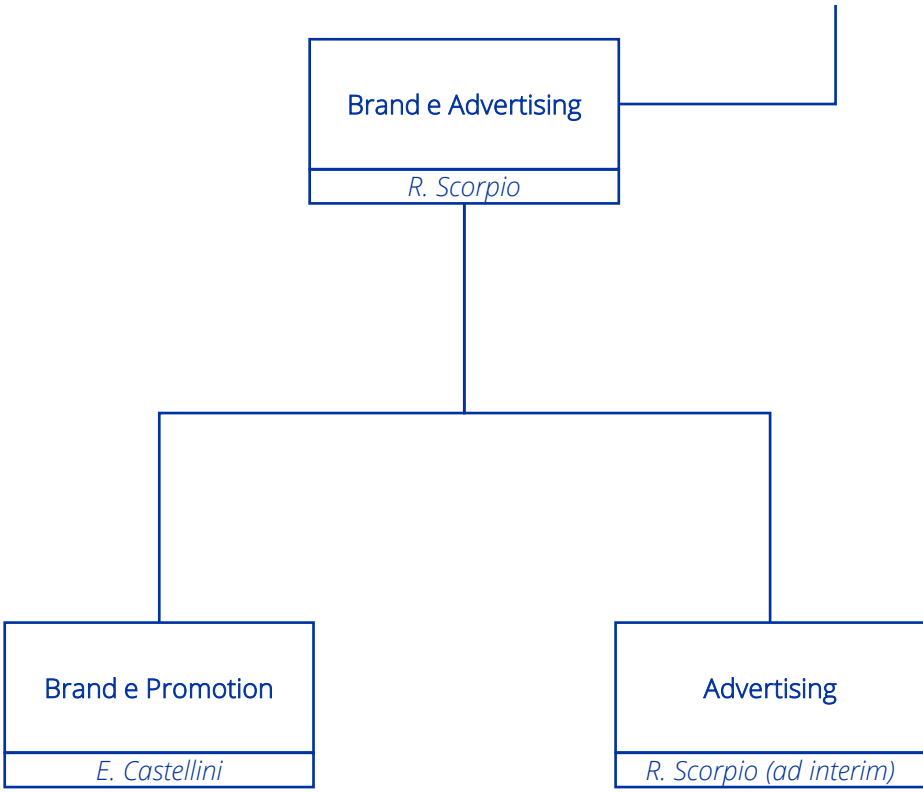 Brand e Advertising
R. Scorpio
Brand e Promotion
E. Castellini
Advertising
R. Scorpio (ad interim)